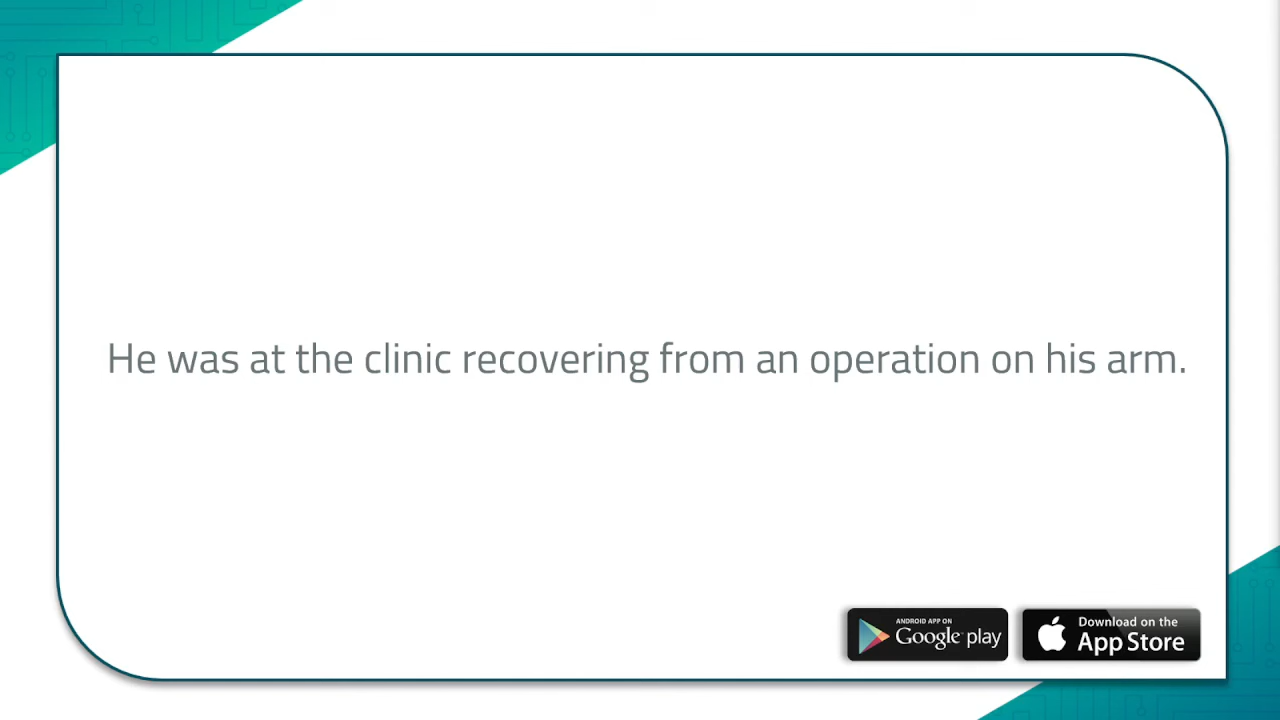 He was at the clinic recovering from an operation on his arm.
ANDROID APP ON
Google play
Download on the
App Store